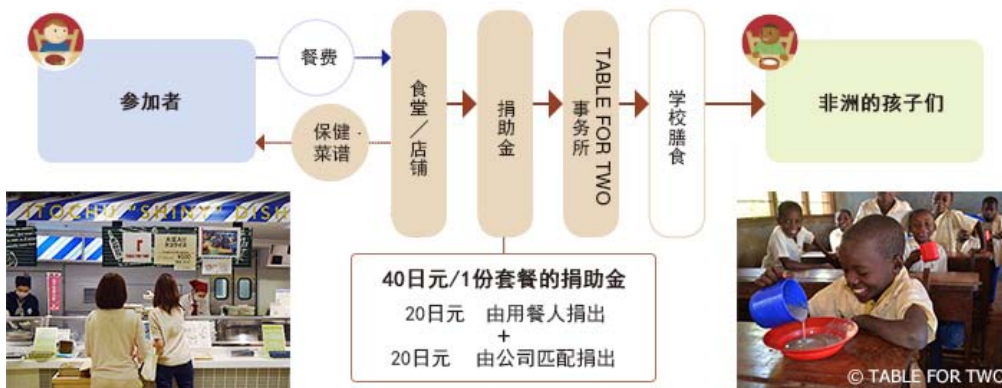 参加者
餐费
保健·
菜谱
食堂／店铺
捐助金
TABLE FOR TWO
事务所
学校膳食
非洲的孩子们
40日元/1份套餐的捐助金
20日元 由用餐人捐出
+
20日元 由公司匹配捐出
ITOCHU "SHINY" DISH
© TABLE FOR TWO